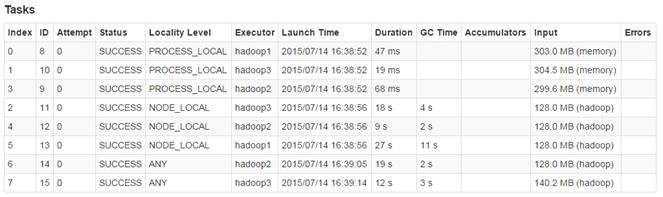 Tasks
Index ID Attempt Status Locality Level Executor Launch Time Duration GC Time Accumulators Input Errors
0 8 0 SUCCESS PROCESS_LOCAL hadoop1 2015/07/14 16:38:52 47 ms 303.0 MB (memory)
1 10 0 SUCCESS PROCESS_LOCAL hadoop3 2015/07/14 16:38:52 19 ms 304.5 MB (memory)
3 9 0 SUCCESS PROCESS_LOCAL hadoop2 2015/07/14 16:38:52 68 ms 299.6 MB (memory)
2 11 0 SUCCESS NODE_LOCAL hadoop3 2015/07/14 16:38:56 18 s 4 s 128.0 MB (hadoop)
4 12 0 SUCCESS NODE_LOCAL hadoop2 2015/07/14 16:38:56 9 s 2 s 128.0 MB (hadoop)
5 13 0 SUCCESS NODE_LOCAL hadoop1 2015/07/14 16:38:56 27 s 11 s 128.0 MB (hadoop)
6 14 0 SUCCESS ANY hadoop2 2015/07/14 16:39:05 19 s 2 s 128.0 MB (hadoop)
7 15 0 SUCCESS ANY hadoop3 2015/07/14 16:39:14 12 s 3 s 140.2 MB (hadoop)